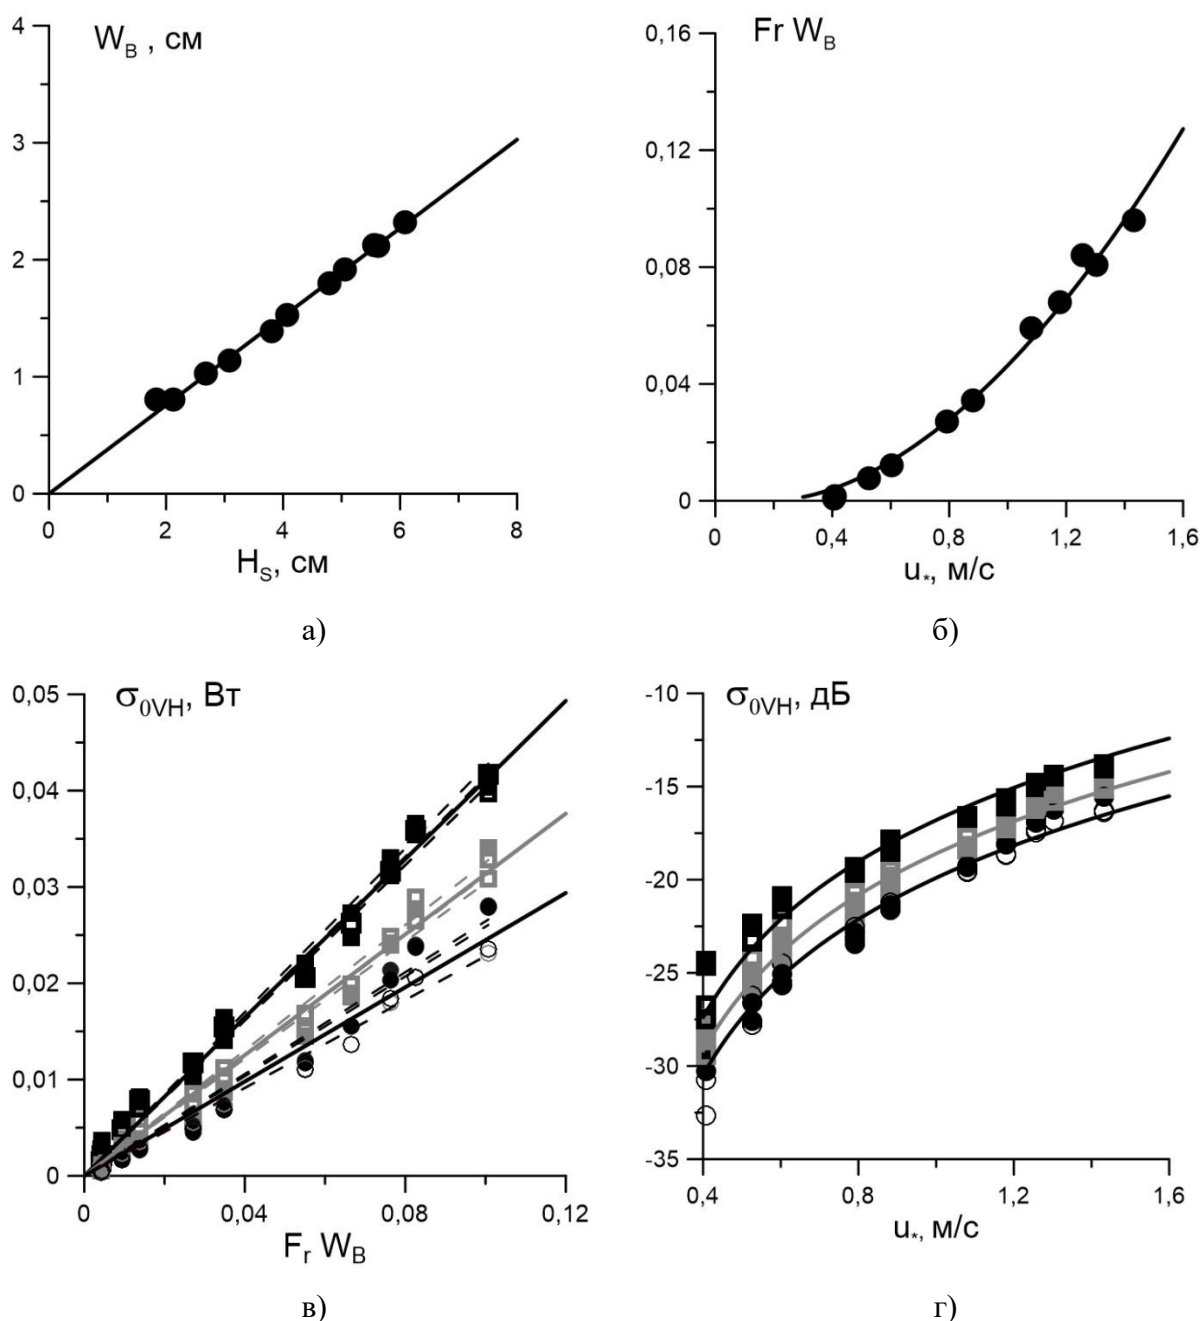 W_B , см
4
3
2
1
0
0 2 4 6 8
H_S, см
а)
Fr W_B
0,16
0,12
0,08
0,04
0
0 0,4 0,8 1,2 1,6
u_*, м/с
б)
σ_0VH, Вт
0,05
0,04
0,03
0,02
0,01
0
0 0,04 0,08 0,12
F_r W_B
в)
σ_0VH, дБ
-10
-15
-20
-25
-30
-35
0,4 0,8 1,2 1,6
u_*, м/с
г)